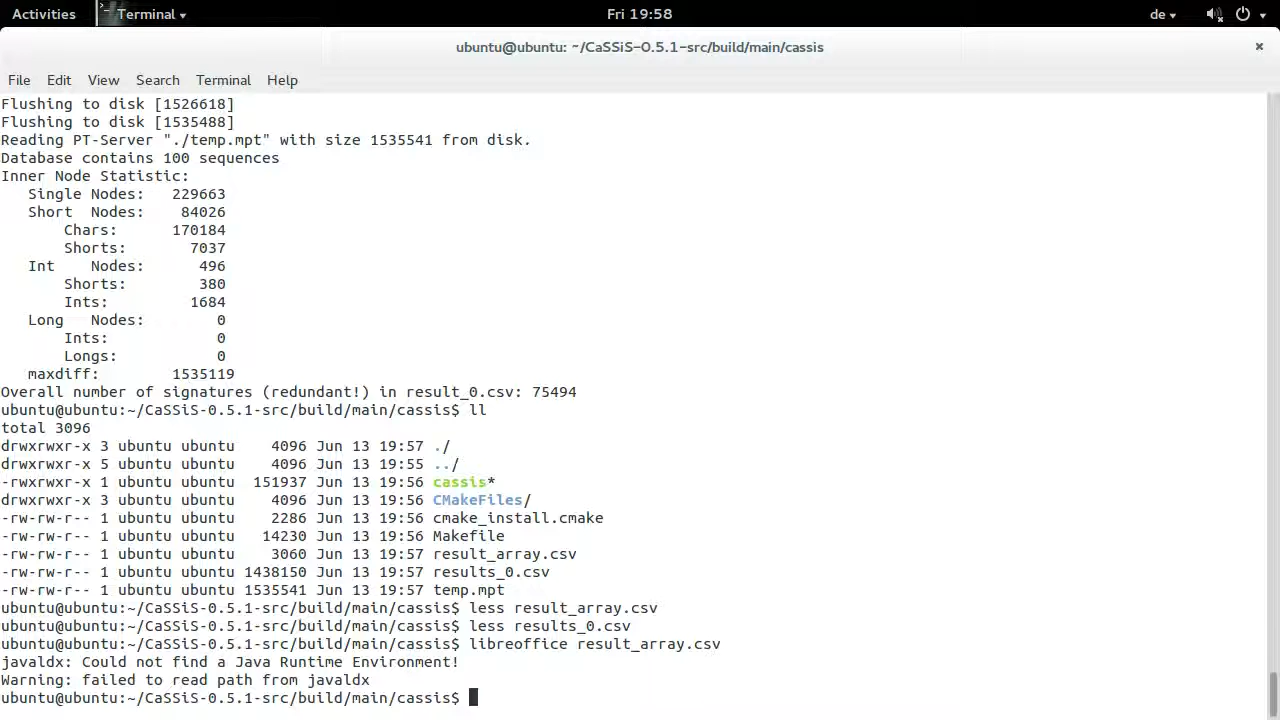 Activities Terminal Fri 19:58 de
ubuntu@ubuntu: ~/CaSSiS-0.5.1-src/build/main/cassis
File Edit View Search Terminal Help
Flushing to disk [1526618]
Flushing to disk [1535488]
Reading PT-Server "./temp.mpt" with size 1535541 from disk.
Database contains 100 sequences
Inner Node Statistic:
   Single Nodes:   229663
   Short  Nodes:    84026
       Chars:      170184
       Shorts:       7037
   Int    Nodes:      496
       Shorts:        380
       Ints:         1684
   Long   Nodes:        0
       Ints:            0
       Longs:           0
   maxdiff:        1535119
Overall number of signatures (redundant!) in result_0.csv: 75494
ubuntu@ubuntu:~/CaSSiS-0.5.1-src/build/main/cassis$ ll
total 3096
drwxrwxr-x 3 ubuntu ubuntu    4096 Jun 13 19:57 ./
drwxrwxr-x 5 ubuntu ubuntu    4096 Jun 13 19:55 ../
-rwxrwxr-x 1 ubuntu ubuntu  151937 Jun 13 19:56 cassis*
drwxrwxr-x 3 ubuntu ubuntu    4096 Jun 13 19:56 CMakeFiles/
-rw-rw-r-- 1 ubuntu ubuntu    2286 Jun 13 19:56 cmake_install.cmake
-rw-rw-r-- 1 ubuntu ubuntu   14230 Jun 13 19:56 Makefile
-rw-rw-r-- 1 ubuntu ubuntu    3060 Jun 13 19:57 result_array.csv
-rw-rw-r-- 1 ubuntu ubuntu 1438150 Jun 13 19:57 results_0.csv
-rw-rw-r-- 1 ubuntu ubuntu 1535541 Jun 13 19:57 temp.mpt
ubuntu@ubuntu:~/CaSSiS-0.5.1-src/build/main/cassis$ less result_array.csv
ubuntu@ubuntu:~/CaSSiS-0.5.1-src/build/main/cassis$ less results_0.csv
ubuntu@ubuntu:~/CaSSiS-0.5.1-src/build/main/cassis$ libreoffice result_array.csv
javaldx: Could not find a Java Runtime Environment!
Warning: failed to read path from javaldx
ubuntu@ubuntu:~/CaSSiS-0.5.1-src/build/main/cassis$